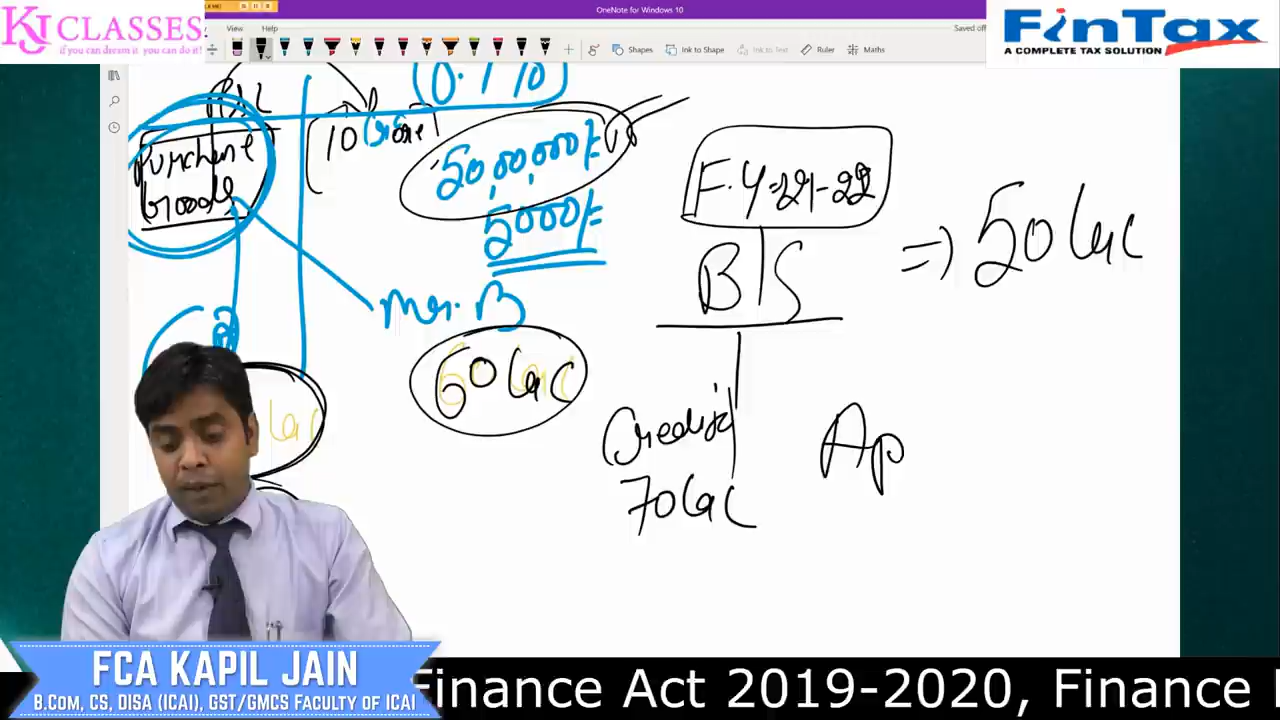 KJ CLASSES
if you can dream it you can do it!
OneNote for Windows 10
View Help
Saved off
Shapes Ink to Shape Ink to Text Ruler Maths
FinTax
A COMPLETE TAX SOLUTION
(0.1%)
P&L
Purchase
Goods
10 Crore
50,00,000/-
5000/-
F.Y=21-22
B/S
=) 50 lac
Mr. B
60 lac
lac
Creditor
70 lac
Ap
FCA KAPIL JAIN
B.Com, CS, DISA (ICAI), GST/GMCS FACULTY OF ICAI
Finance Act 2019-2020, Finance